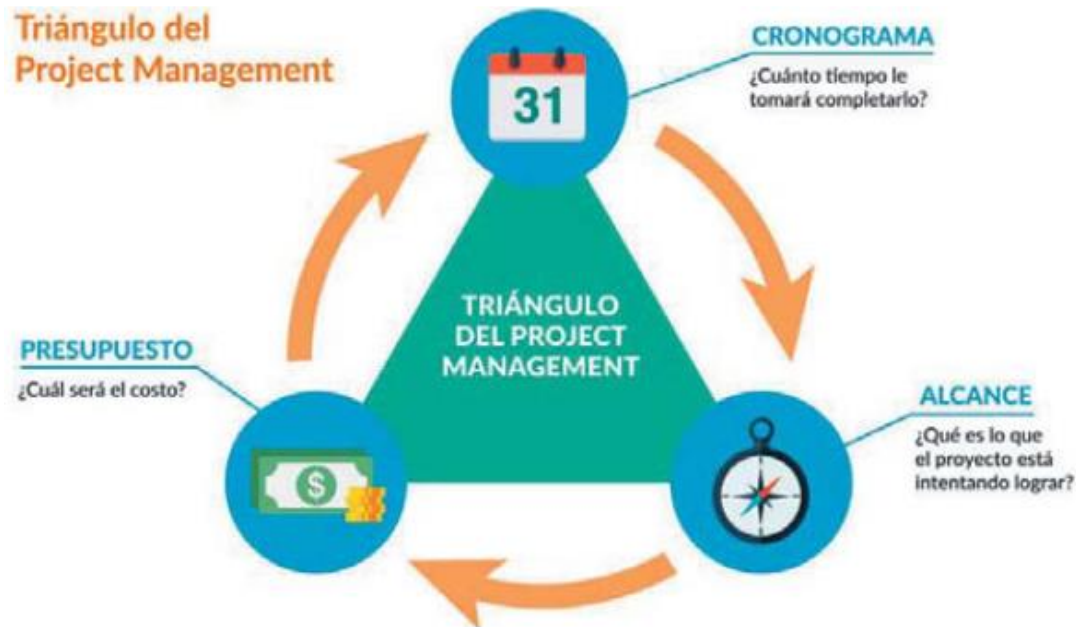 Triángulo del
Project Management
CRONOGRAMA
¿Cuánto tiempo le
tomará completarlo?
31
TRIÁNGULO
DEL PROJECT
MANAGEMENT
PRESUPUESTO
¿Cuál será el costo?
$
ALCANCE
¿Qué es lo que
el proyecto está
intentando lograr?